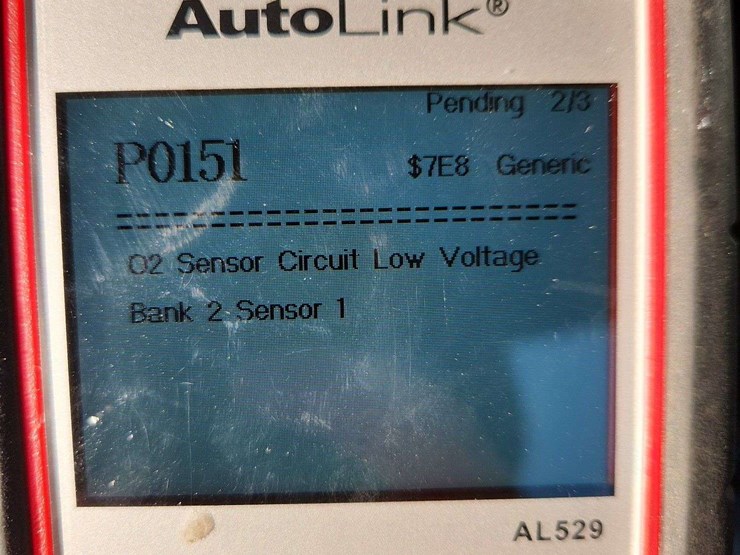 AutoLink®
Pending 2/3
P0151 $7E8 Generic
=========================
O2 Sensor Circuit Low Voltage
Bank 2 Sensor 1
AL529